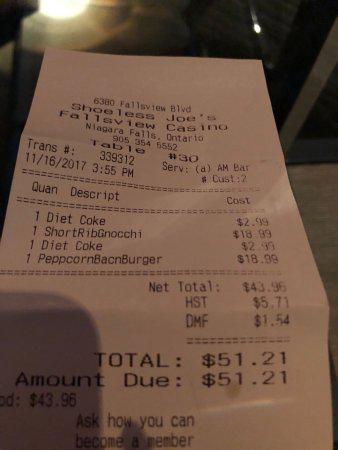 6380 Fallsview Blvd
Shoeless Joe's
Fallsview Casino
Niagara Falls, Ontario
905 354 5552
Table #30
Trans #: 339312 Serv: (a) AM Bar
11/16/2017 3:55 PM # Cust:2
Quan Descript Cost
1 Diet Coke $2.99
1 ShortRibGnocchi $18.99
1 Diet Coke $2.99
1 PeppcornBacnBurger $18.99
Net Total: $43.96
HST $5.71
DMF $1.54
TOTAL: $51.21
Amount Due: $51.21
od: $43.96
Ask how you can
become a member